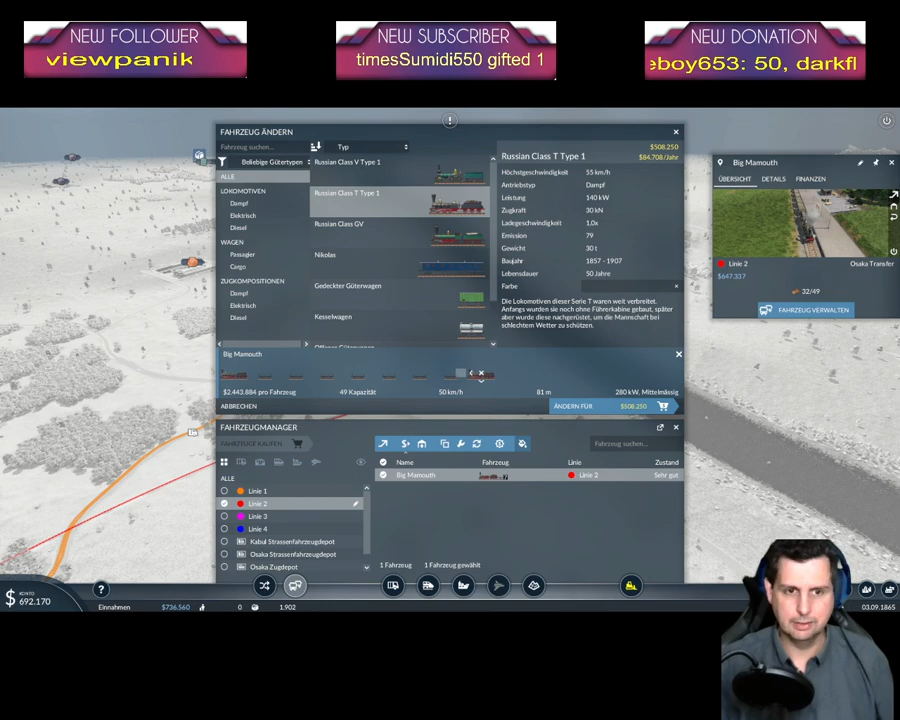 NEW FOLLOWER
viewpanik
NEW SUBSCRIBER
timesSumidi550 gifted 1
NEW DONATION
eboy653: 50, darkfl
FAHRZEUG ÄNDERN
Fahrzeug suchen...
Typ
Beliebige Gütertypen
ALLE
LOKOMOTIVEN
Dampf
Elektrisch
Diesel
WAGEN
Passagier
Cargo
ZUGKOMPOSITIONEN
Dampf
Elektrisch
Diesel
Russian Class V Type 1
Russian Class T Type 1
Russian Class GV
Nikolas
Gedeckter Güterwagen
Kesselwagen
$508.250
Russian Class T Type 1
$84.708/Jahr
Höchstgeschwindigkeit 55 km/h
Antriebstyp Dampf
Leistung 140 kW
Zugkraft 30 kN
Ladegeschwindigkeit 1,0x
Emission 79
Gewicht 30 t
Baujahr 1857 - 1907
Lebensdauer 50 Jahre
Farbe
Die Lokomotiven dieser Serie T waren weit verbreitet.
Anfangs wurden sie noch ohne Führerkabine gebaut, später
aber wurde diese nachgerüstet, um die Mannschaft bei
schlechtem Wetter zu schützen.
Big Mamouth
$2.443.884 pro Fahrzeug 49 Kapazität 50 km/h 81 m 280 kW, Mittelmässig
ABBRECHEN
ÄNDERN FÜR $508.250
FAHRZEUGMANAGER
FAHRZEUGE KAUFEN
Fahrzeug suchen...
ALLE
Linie 1
Linie 2
Linie 3
Linie 4
Kabul Strassenfahrzeugdepot
Osaka Strassenfahrzeugdepot
Osaka Zugdepot
Name Fahrzeug Linie Zustand
Big Mamouth Linie 2 Sehr gut
1 Fahrzeug 1 Fahrzeug gewählt
Big Mamouth
ÜBERSICHT DETAILS FINANZEN
Linie 2 Osaka Transfer
$647.337
32/49
FAHRZEUG VERWALTEN
KONTO
$ 692.170
?
Einnahmen $736.560 0 1.902
03.09.1865